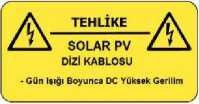 TEHLİKE
SOLAR PV
DİZİ KABLOSU
- Gün Işığı Boyunca DC Yüksek Gerilim